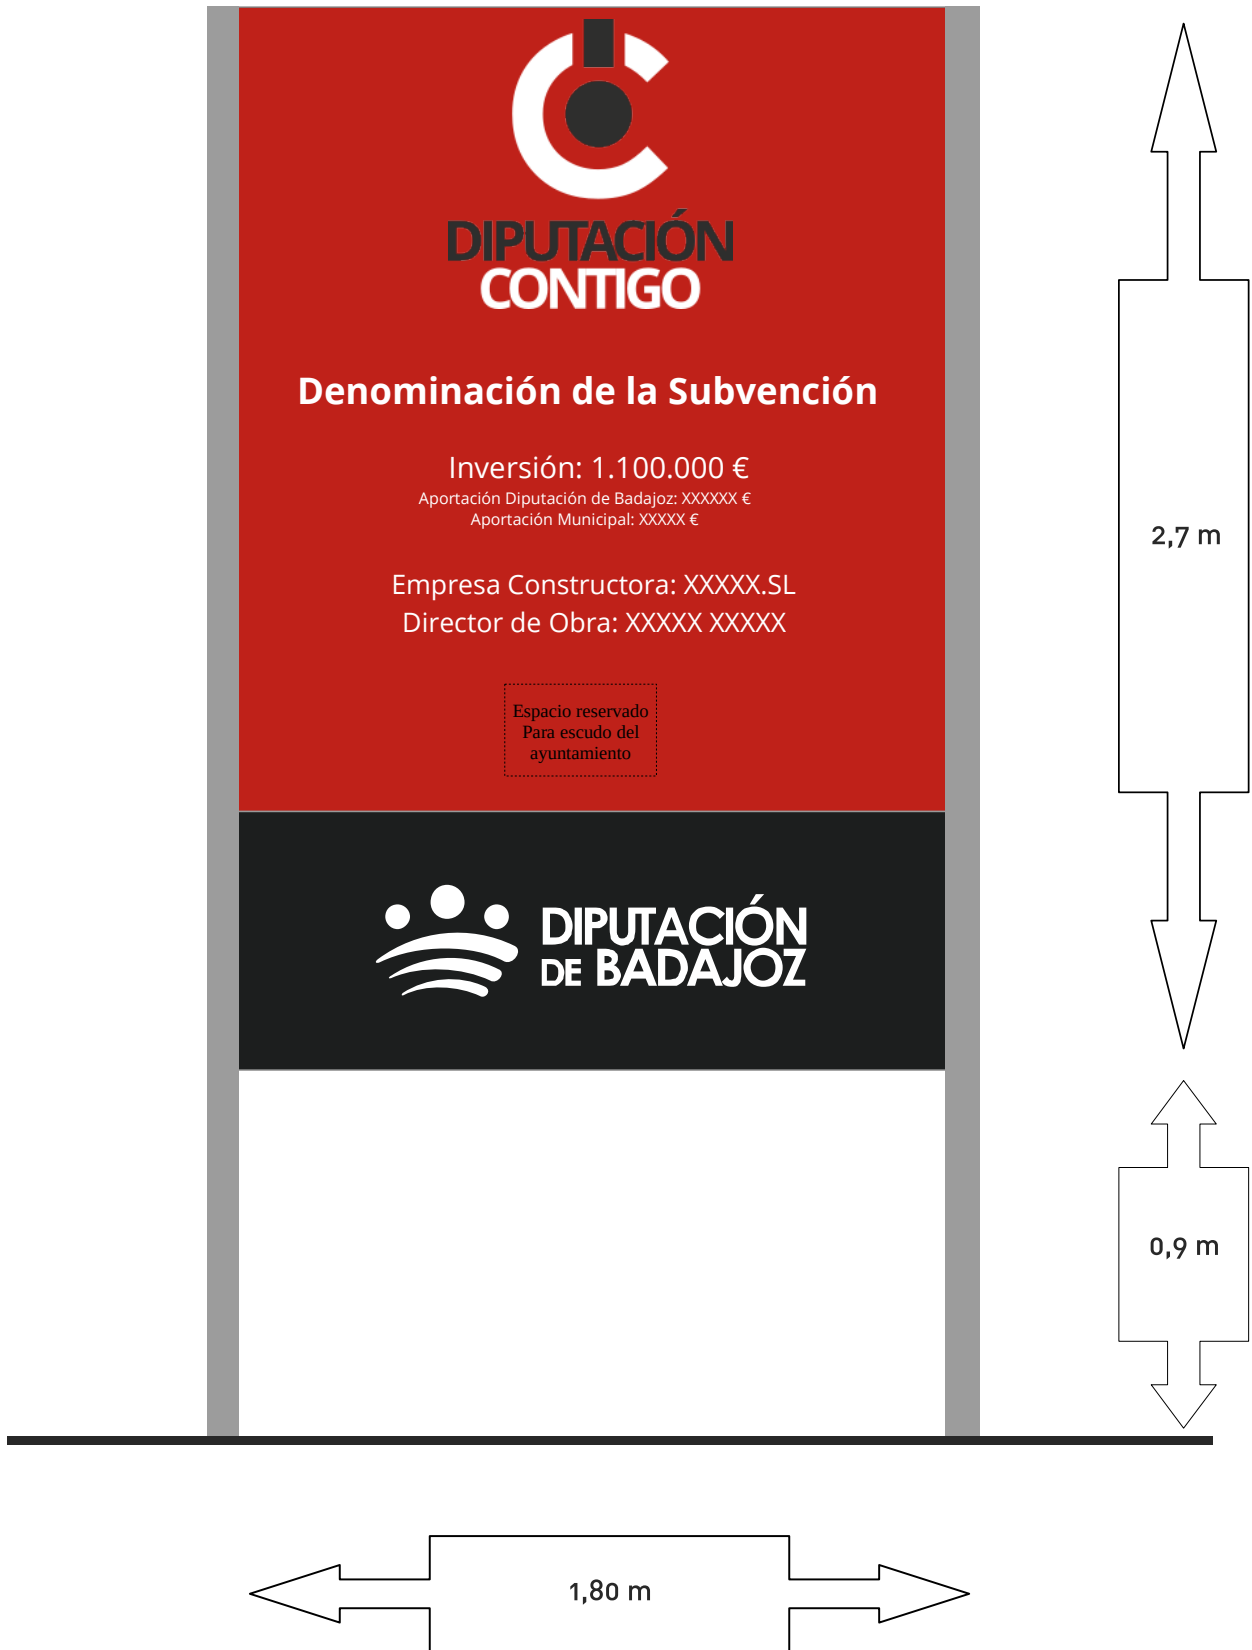 DIPUTACIÓN
CONTIGO
Denominación de la Subvención
Inversión: 1.100.000 €
Aportación Diputación de Badajoz: XXXXXX €
Aportación Municipal: XXXXX €
Empresa Constructora: XXXXX.SL
Director de Obra: XXXXX XXXXX
Espacio reservado
Para escudo del
ayuntamiento
DIPUTACIÓN
DE BADAJOZ
2,7 m
0,9 m
1,80 m